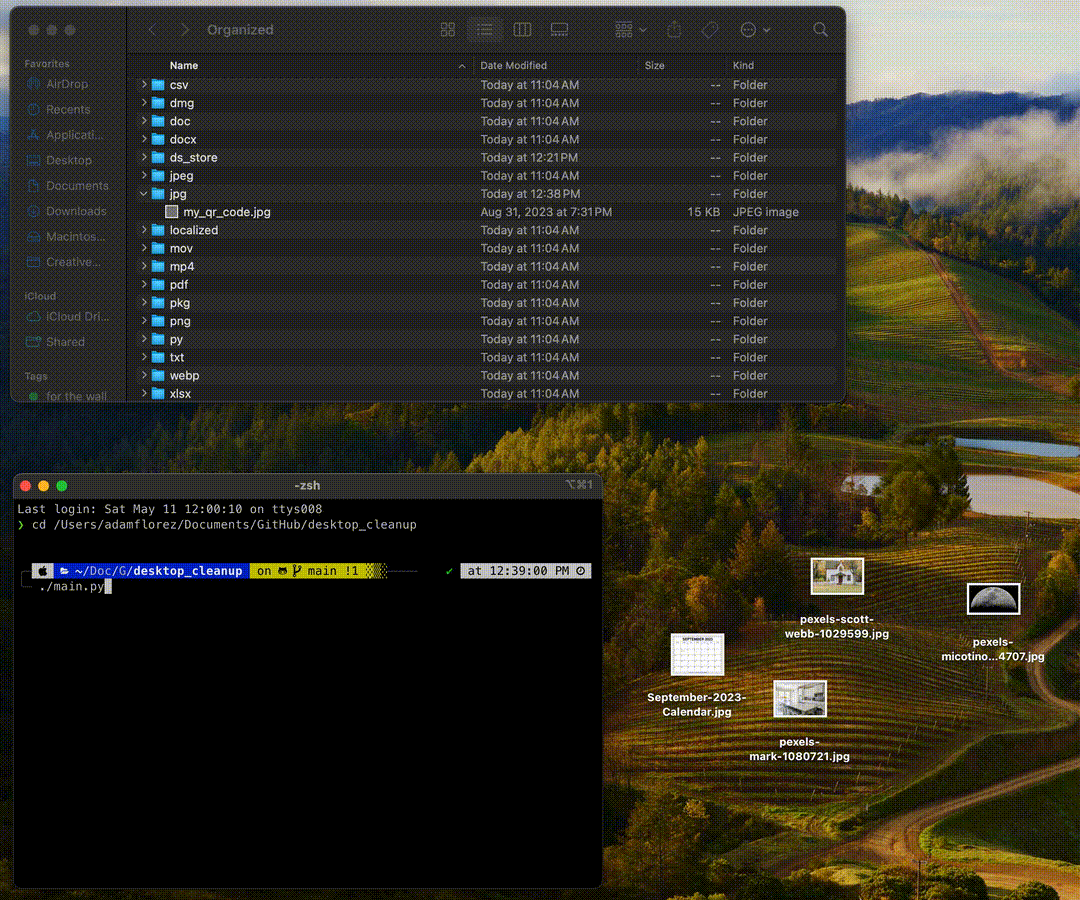 Organized
Favorites
AirDrop
Recents
Applicati...
Desktop
Documents
Downloads
Macintos...
Creative...
iCloud
iCloud Dri...
Shared
Tags
for the wall
Name Date Modified Size Kind
csv Today at 11:04 AM -- Folder
dmg Today at 11:04 AM -- Folder
doc Today at 11:04 AM -- Folder
docx Today at 11:04 AM -- Folder
ds_store Today at 12:21 PM -- Folder
jpeg Today at 11:04 AM -- Folder
jpg Today at 12:38 PM -- Folder
my_qr_code.jpg Aug 31, 2023 at 7:31 PM 15 KB JPEG image
localized Today at 11:04 AM -- Folder
mov Today at 11:04 AM -- Folder
mp4 Today at 11:04 AM -- Folder
pdf Today at 11:04 AM -- Folder
pkg Today at 11:04 AM -- Folder
png Today at 11:04 AM -- Folder
py Today at 11:04 AM -- Folder
txt Today at 11:04 AM -- Folder
webp Today at 11:04 AM -- Folder
xlsx Today at 11:04 AM -- Folder
-zsh ⌥⌘1
Last login: Sat May 11 12:00:10 on ttys008
❯ cd /Users/adamflorez/Documents/GitHub/desktop_cleanup
~/Doc/G/desktop_cleanup on main !1 ✔ at 12:39:00 PM
./main.py
pexels-scott-
webb-1029599.jpg
pexels-
micotino...4707.jpg
SEPTEMBER 2023
September-2023-
Calendar.jpg
pexels-
mark-1080721.jpg